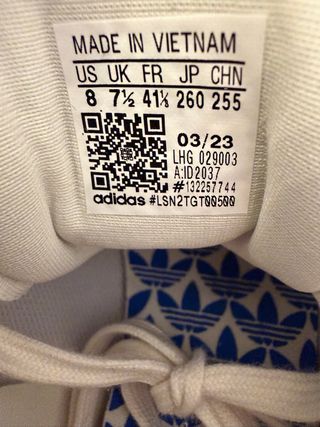 MADE IN VIETNAM
US UK FR JP CHN
8 7½ 41⅓ 260 255
03/23
LHG 029003
A:ID2037
#132257744
adidas #LSN2TGT00500